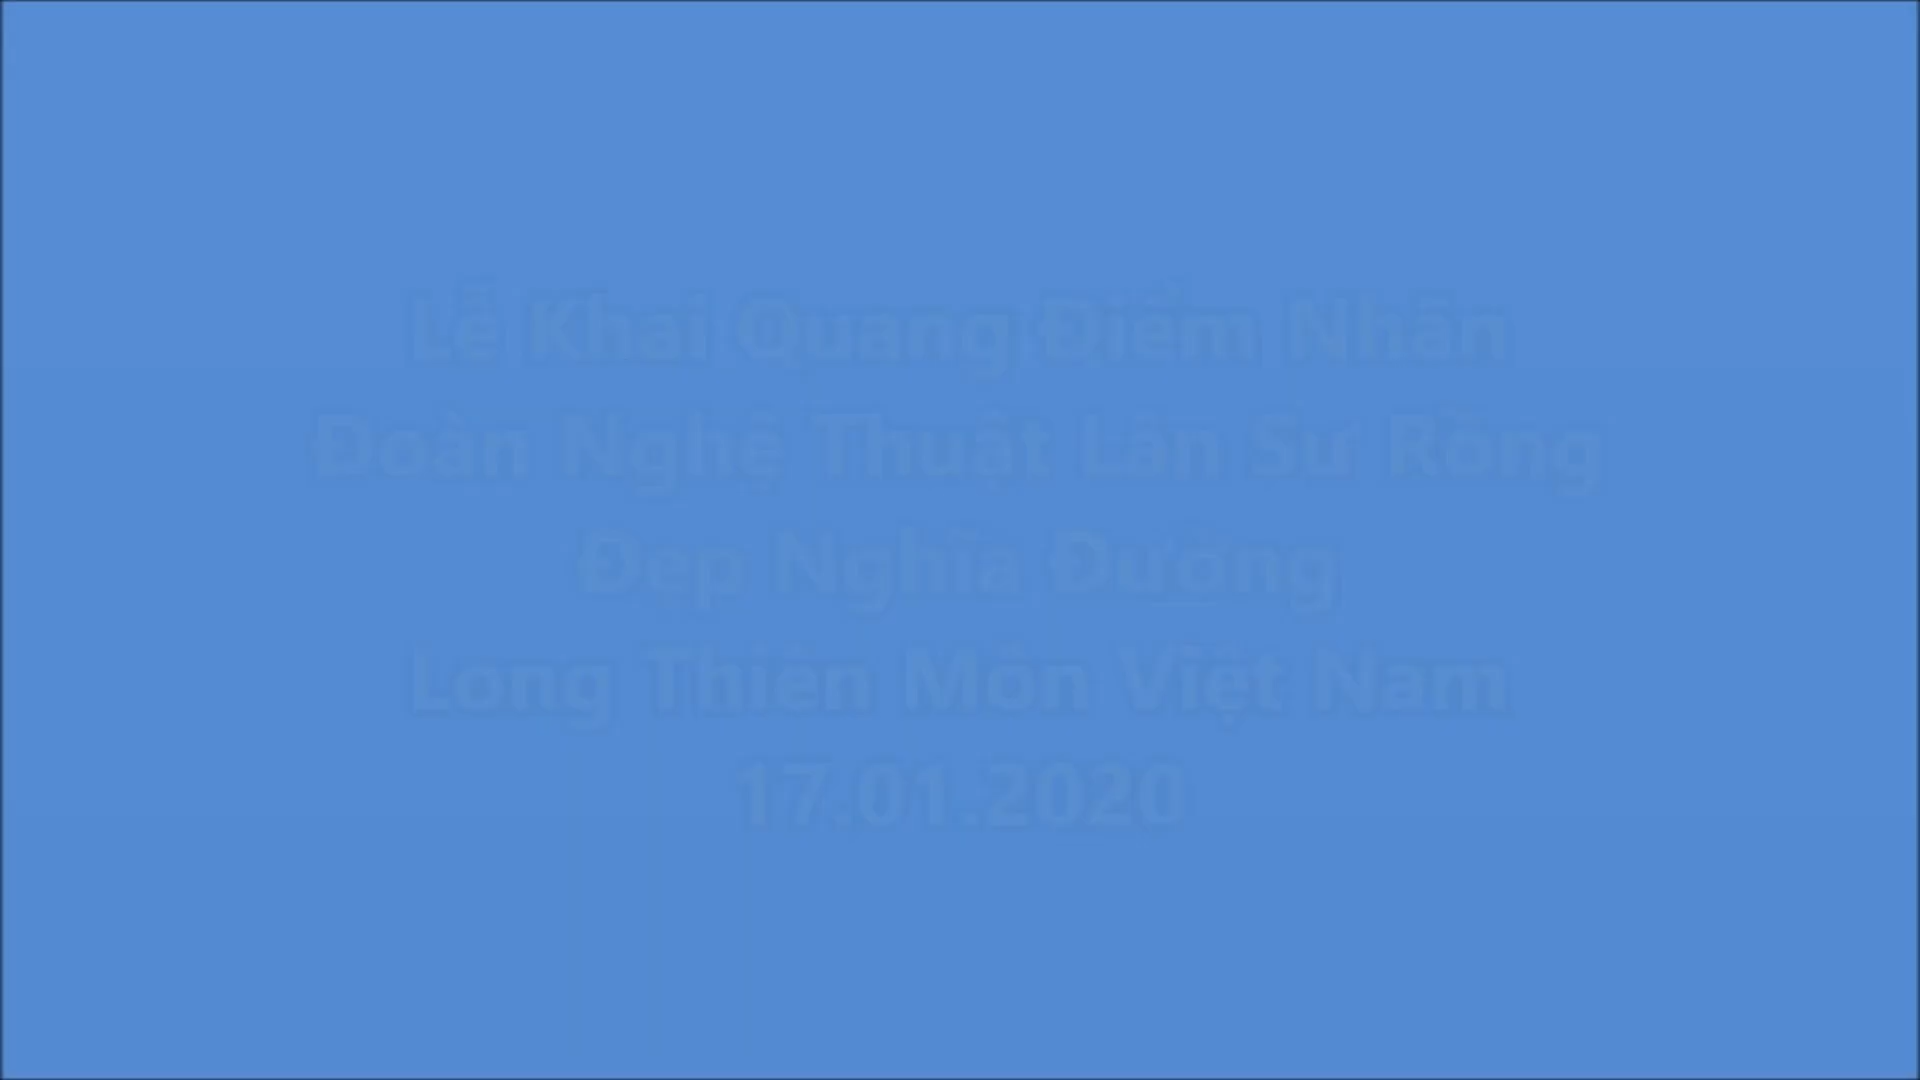 Lễ Khai Quang Điểm Nhãn
Đoàn Nghệ Thuật Lân Sư Rồng
Đẹp Nghĩa Đường
Long Thiên Môn Việt Nam
17.01.2020